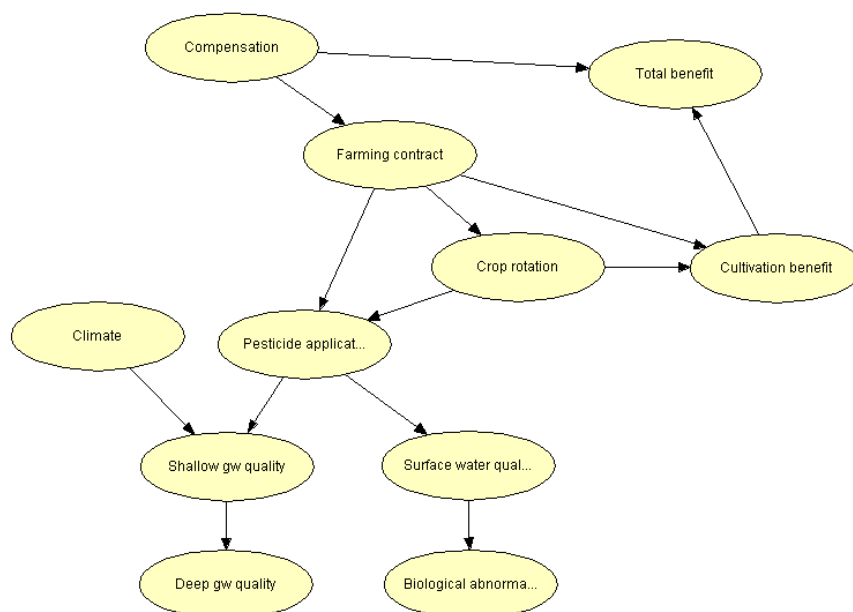 Compensation
Total benefit
Farming contract
Crop rotation
Cultivation benefit
Climate
Pesticide applicat...
Shallow gw quality
Surface water qual...
Deep gw quality
Biological abnorma...